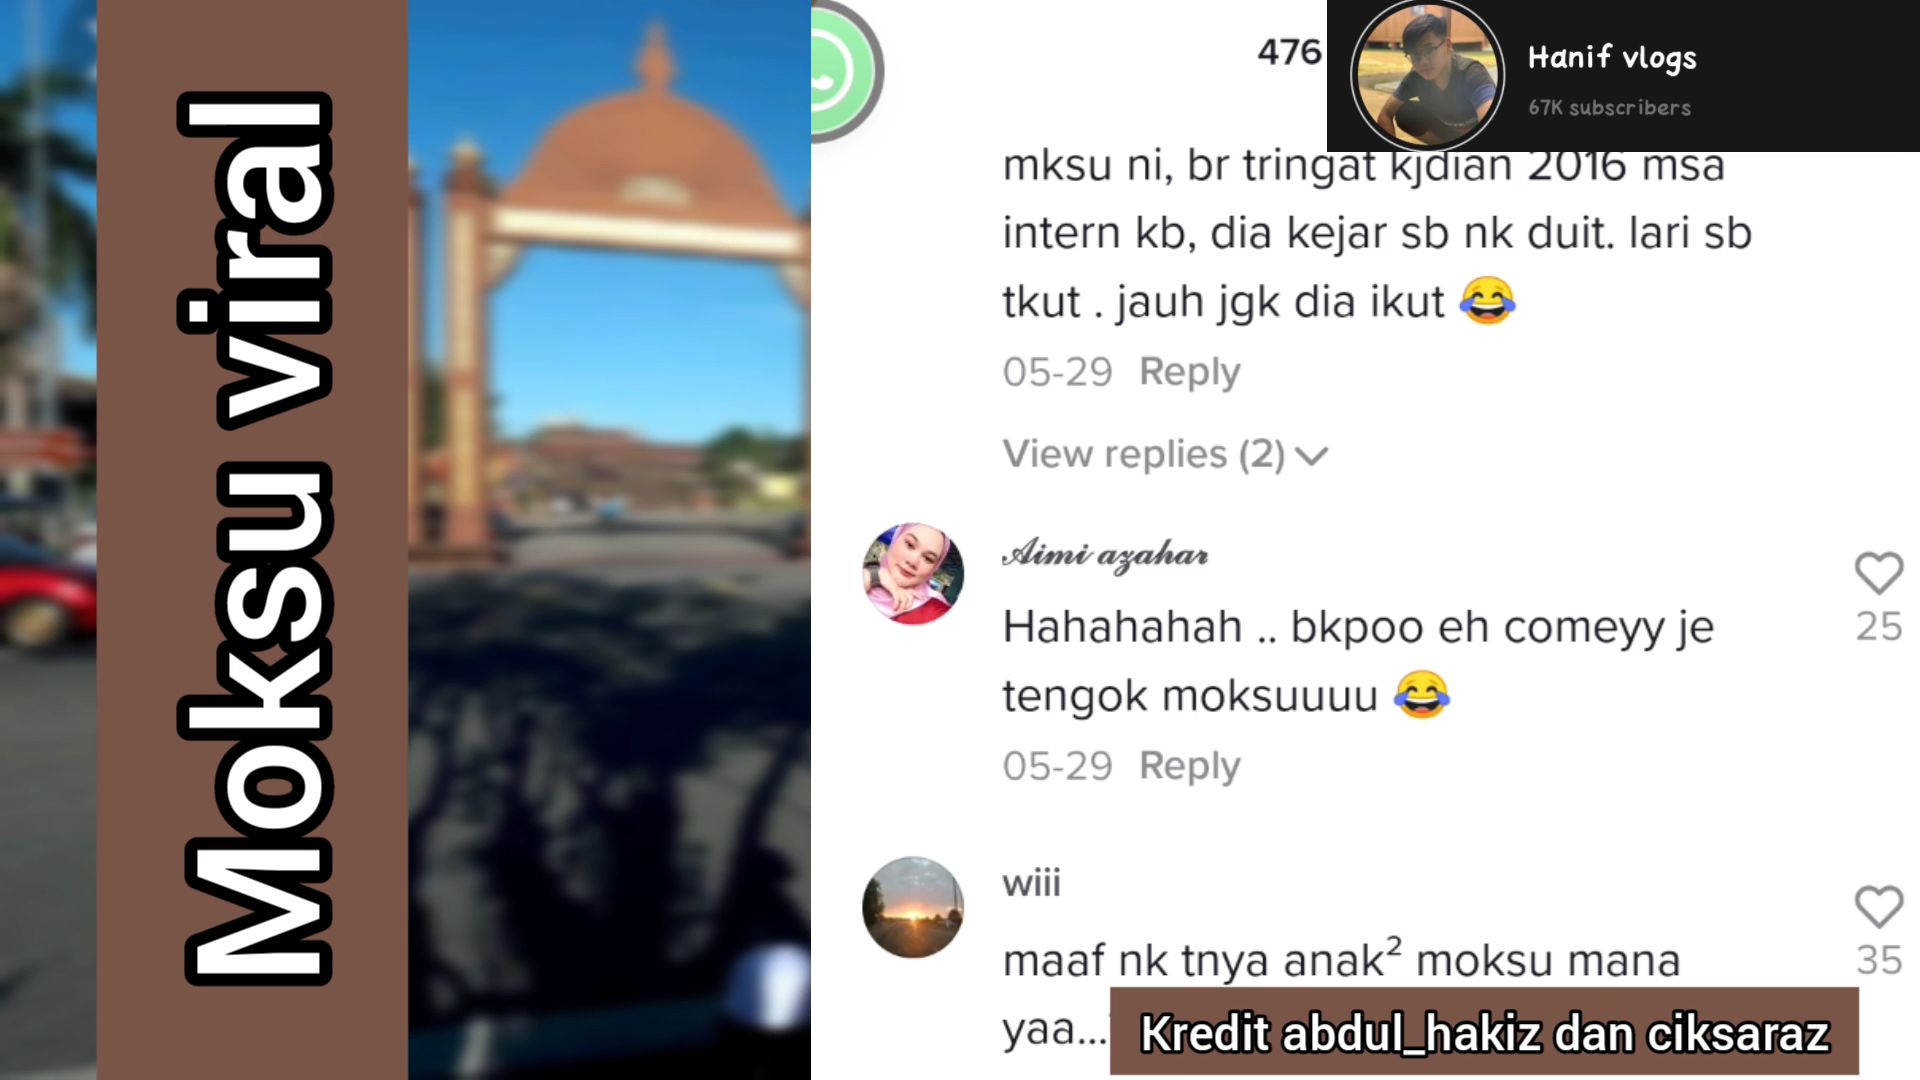 Moksu viral
476
Hanif vlogs
67K subscribers
mksu ni, br tringat kjdian 2016 msa
intern kb, dia kejar sb nk duit. lari sb
tkut . jauh jgk dia ikut 😂
05-29 Reply
View replies (2)
Aimi azahar
Hahahahah .. bkpoo eh comeyy je
tengok moksuuuu 😂
25
05-29 Reply
wiii
maaf nk tnya anak² moksu mana
35
yaa...
Kredit abdul_hakiz dan ciksaraz